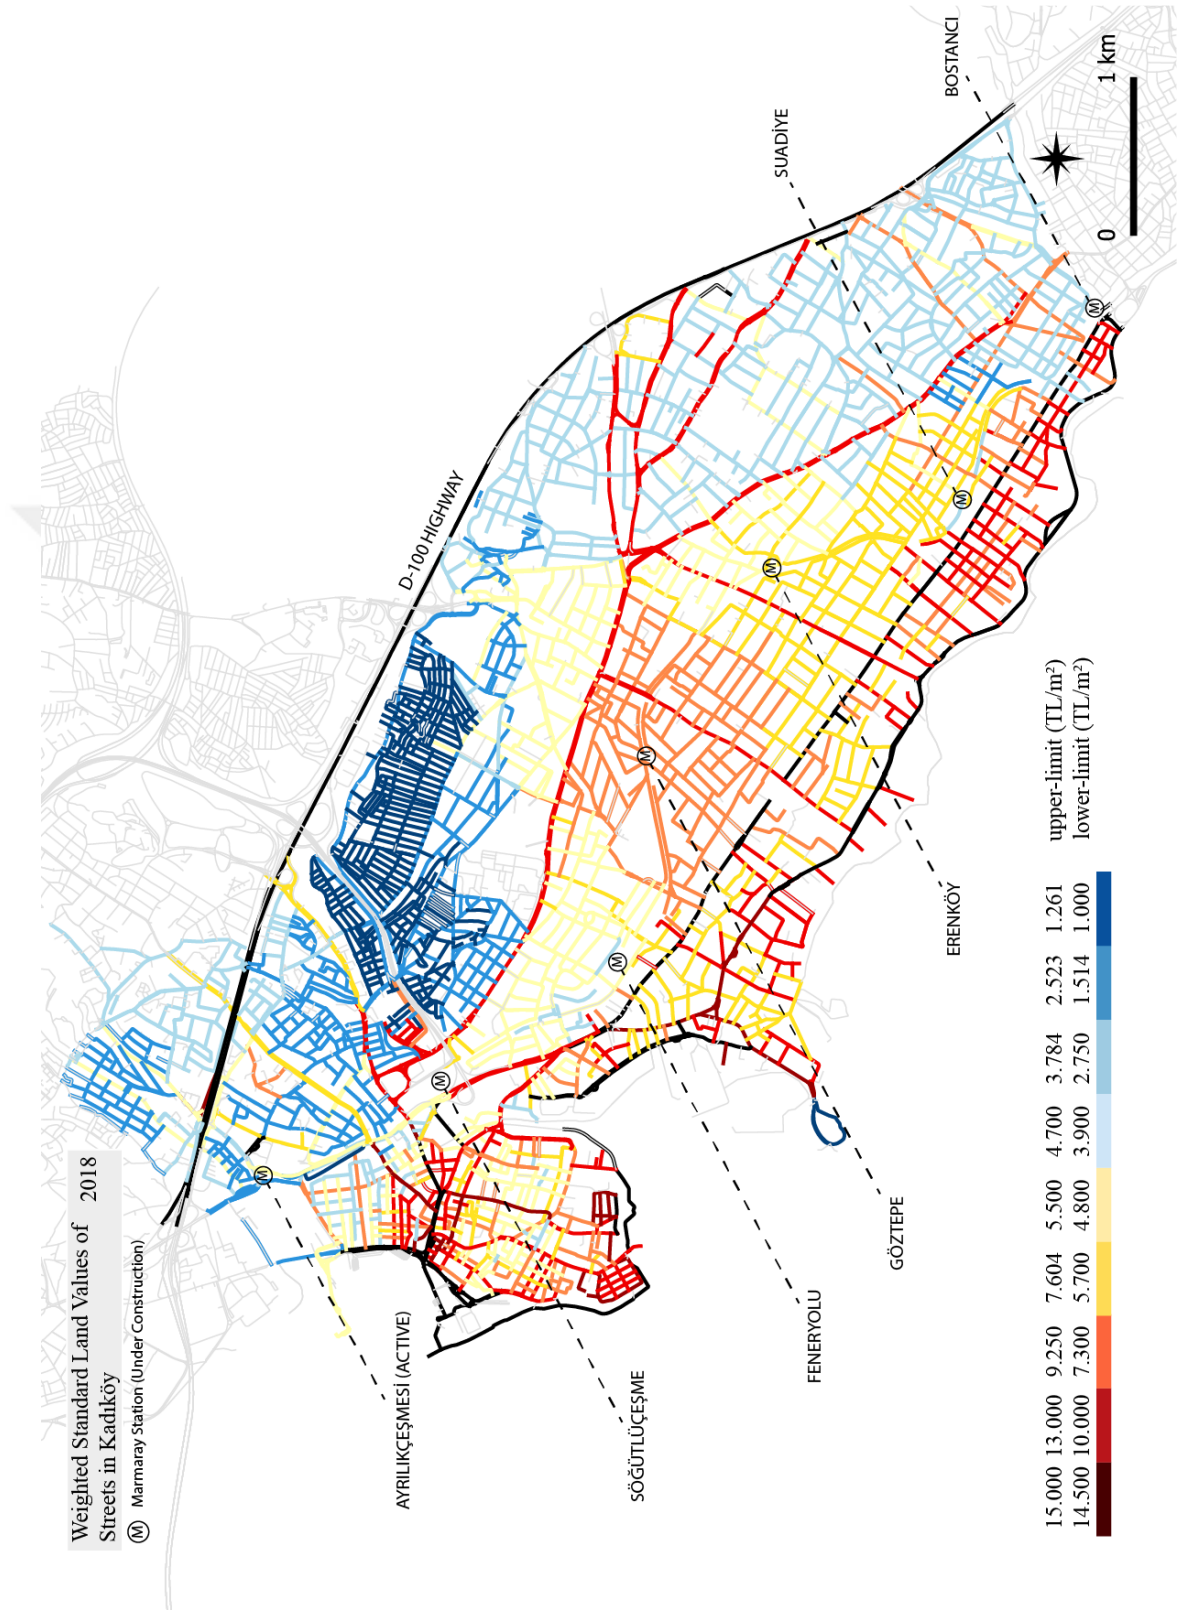 Weighted Standard Land Values of 2018
Streets in Kadıköy
M Marmaray Station (Under Construction)
D-100 HIGHWAY
BOSTANCI
SUADİYE
0 1 km
ERENKÖY
GÖZTEPE
FENERYOLU
SÖĞÜTLÜÇEŞME
AYRILIKÇEŞMESİ (ACTIVE)
M
M
M
M
M
M
M
15.000 13.000 9.250 7.604 5.500 4.700 3.784 2.523 1.261 upper-limit (TL/m²)
14.500 10.000 7.300 5.700 4.800 3.900 2.750 1.514 1.000 lower-limit (TL/m²)